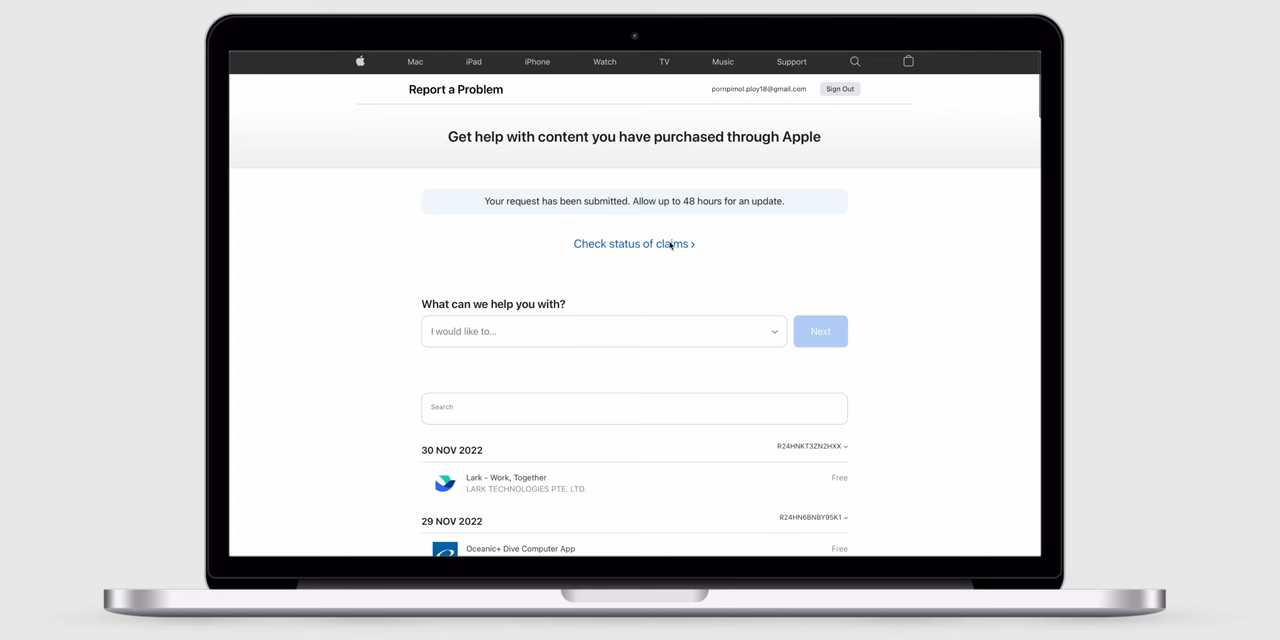 Mac iPad iPhone Watch TV Music Support
Report a Problem pornpimol.ploy18@gmail.com Sign Out
Get help with content you have purchased through Apple
Your request has been submitted. Allow up to 48 hours for an update.
Check status of claims ›
What can we help you with?
I would like to... Next
Search
30 NOV 2022 R24HNKT3ZN2HXX
Lark - Work, Together Free
LARK TECHNOLOGIES PTE. LTD.
29 NOV 2022 R24HN6BNBY95K1
Oceanic+ Dive Computer App Free